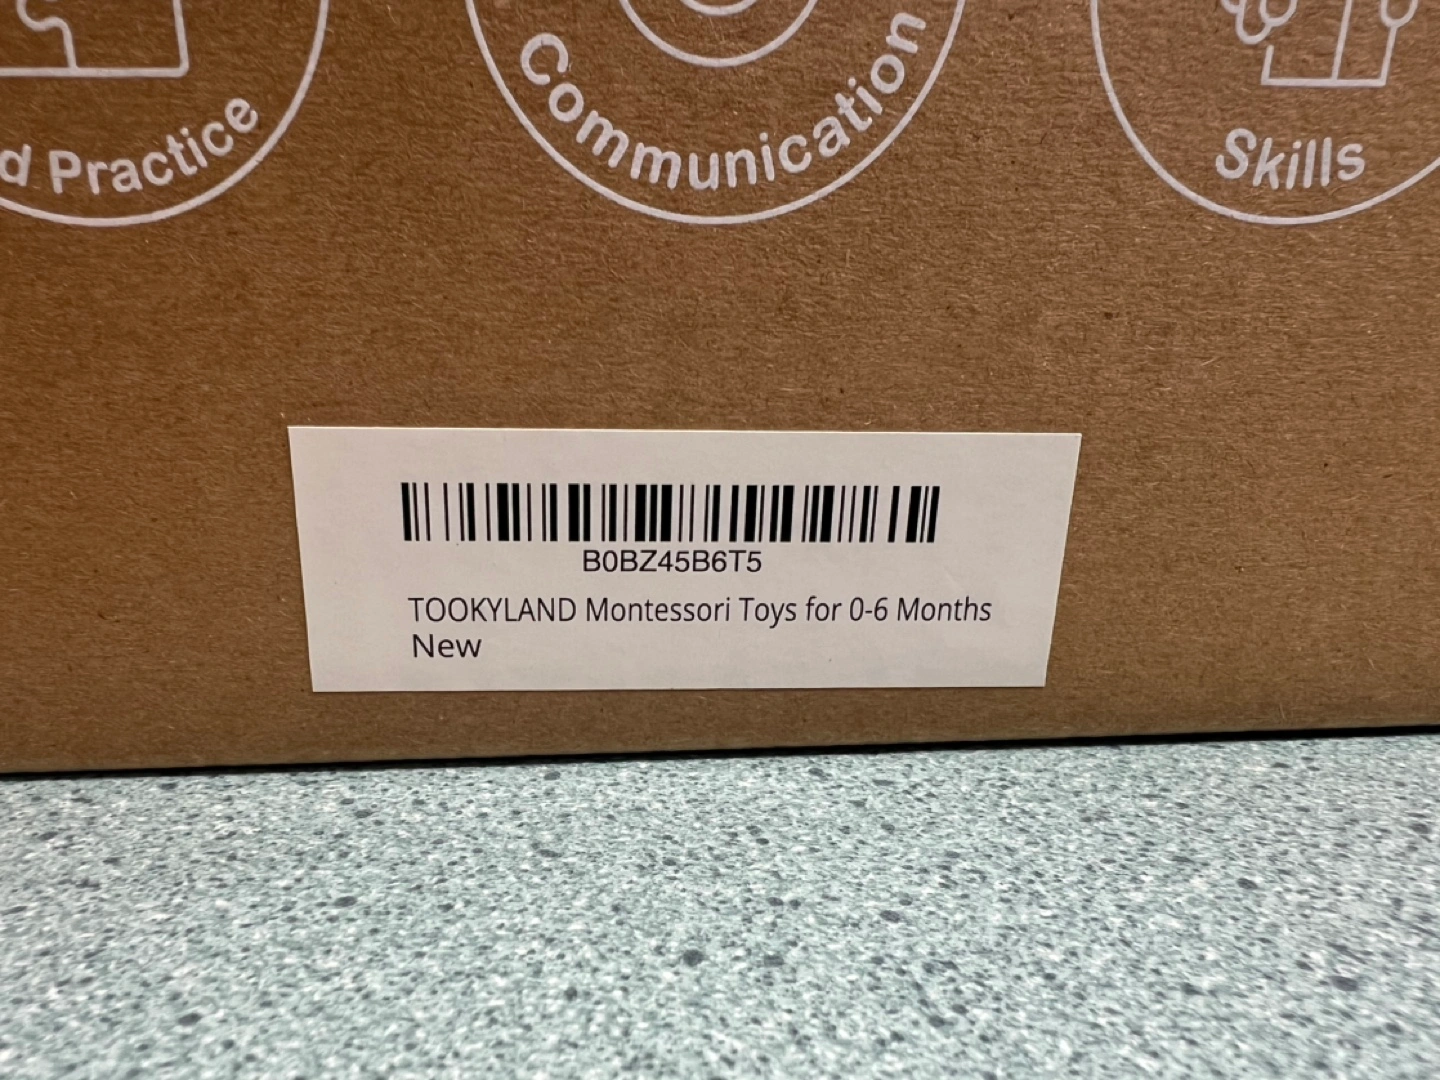 d Practice
Communication
Skills
B0BZ45B6T5
TOOKYLAND Montessori Toys for 0-6 Months
New